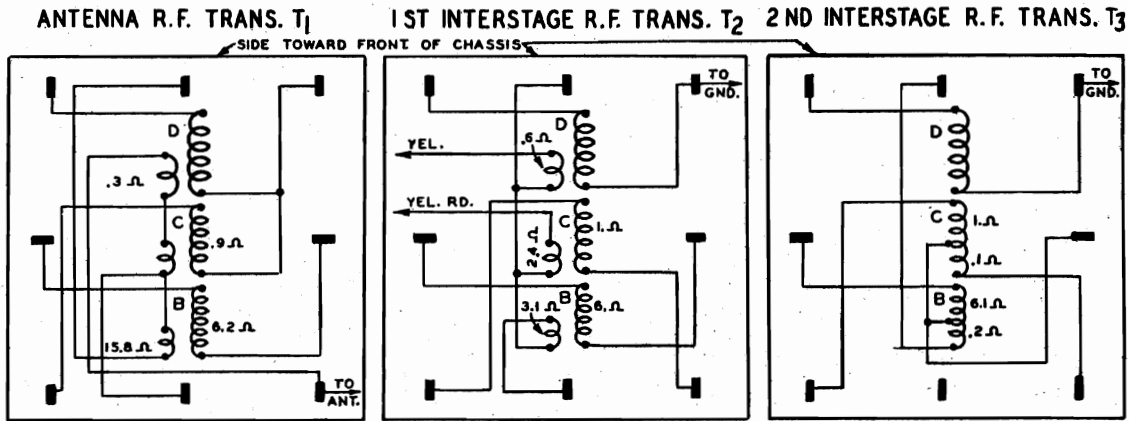 ANTENNA R.F. TRANS. T1
1ST INTERSTAGE R.F. TRANS. T2
2ND INTERSTAGE R.F. TRANS. T3
SIDE TOWARD FRONT OF CHASSIS
D
.3 Ω
C
.9 Ω
B
6.2 Ω
15.8 Ω
TO
ANT.
TO
GND.
D
.6 Ω
YEL.
YEL. RD.
C
1. Ω
2.4 Ω
B
3.1 Ω
6. Ω
TO
GND.
D
C
1. Ω
.1 Ω
B
6.1 Ω
.2 Ω